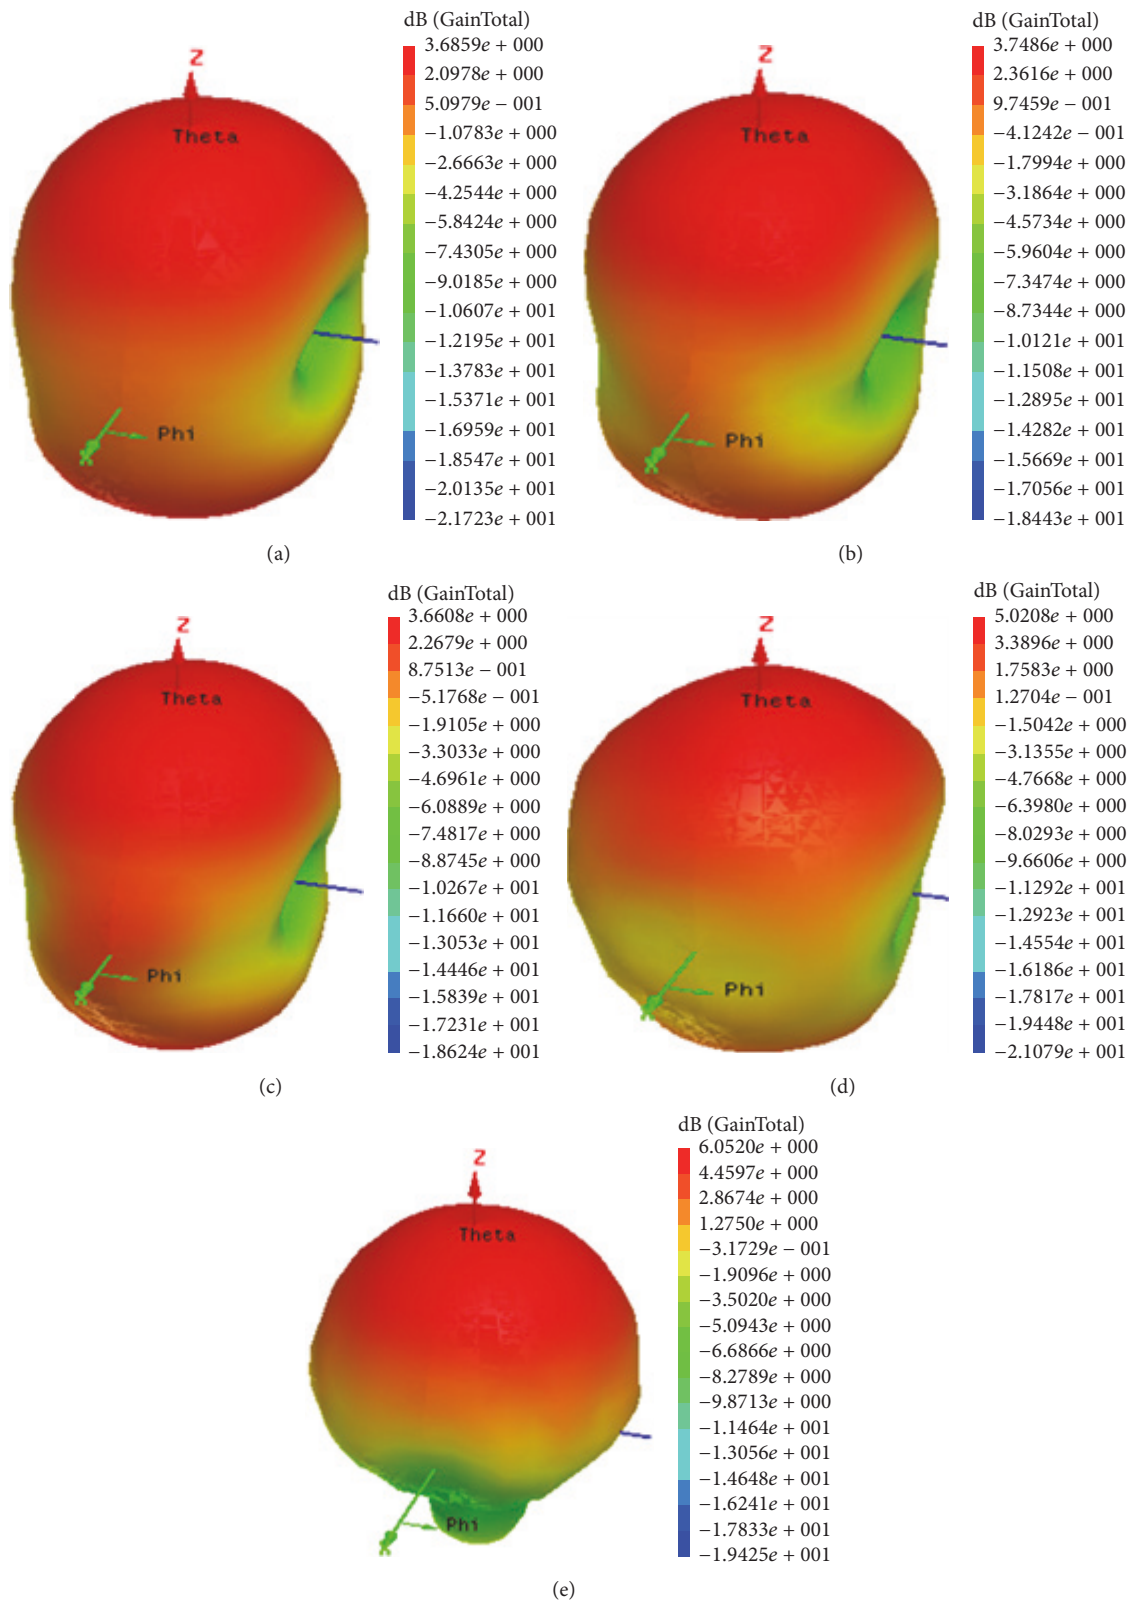 dB (GainTotal)
3.6859e + 000
2.0978e + 000
5.0979e − 001
−1.0783e + 000
−2.6663e + 000
−4.2544e + 000
−5.8424e + 000
−7.4305e + 000
−9.0185e + 000
−1.0607e + 001
−1.2195e + 001
−1.3783e + 001
−1.5371e + 001
−1.6959e + 001
−1.8547e + 001
−2.0135e + 001
−2.1723e + 001
Z
Theta
Phi
X
(a)
dB (GainTotal)
3.7486e + 000
2.3616e + 000
9.7459e − 001
−4.1242e − 001
−1.7994e + 000
−3.1864e + 000
−4.5734e + 000
−5.9604e + 000
−7.3474e + 000
−8.7344e + 000
−1.0121e + 001
−1.1508e + 001
−1.2895e + 001
−1.4282e + 001
−1.5669e + 001
−1.7056e + 001
−1.8443e + 001
Z
Theta
Phi
X
(b)
dB (GainTotal)
3.6608e + 000
2.2679e + 000
8.7513e − 001
−5.1768e − 001
−1.9105e + 000
−3.3033e + 000
−4.6961e + 000
−6.0889e + 000
−7.4817e + 000
−8.8745e + 000
−1.0267e + 001
−1.1660e + 001
−1.3053e + 001
−1.4446e + 001
−1.5839e + 001
−1.7231e + 001
−1.8624e + 001
Z
Theta
Phi
X
(c)
dB (GainTotal)
5.0208e + 000
3.3896e + 000
1.7583e + 000
1.2704e − 001
−1.5042e + 000
−3.1355e + 000
−4.7668e + 000
−6.3980e + 000
−8.0293e + 000
−9.6606e + 000
−1.1292e + 001
−1.2923e + 001
−1.4554e + 001
−1.6186e + 001
−1.7817e + 001
−1.9448e + 001
−2.1079e + 001
Z
Theta
Phi
X
(d)
dB (GainTotal)
6.0520e + 000
4.4597e + 000
2.8674e + 000
1.2750e + 000
−3.1729e − 001
−1.9096e + 000
−3.5020e + 000
−5.0943e + 000
−6.6866e + 000
−8.2789e + 000
−9.8713e + 000
−1.1464e + 001
−1.3056e + 001
−1.4648e + 001
−1.6241e + 001
−1.7833e + 001
−1.9425e + 001
Z
Theta
Phi
X
(e)